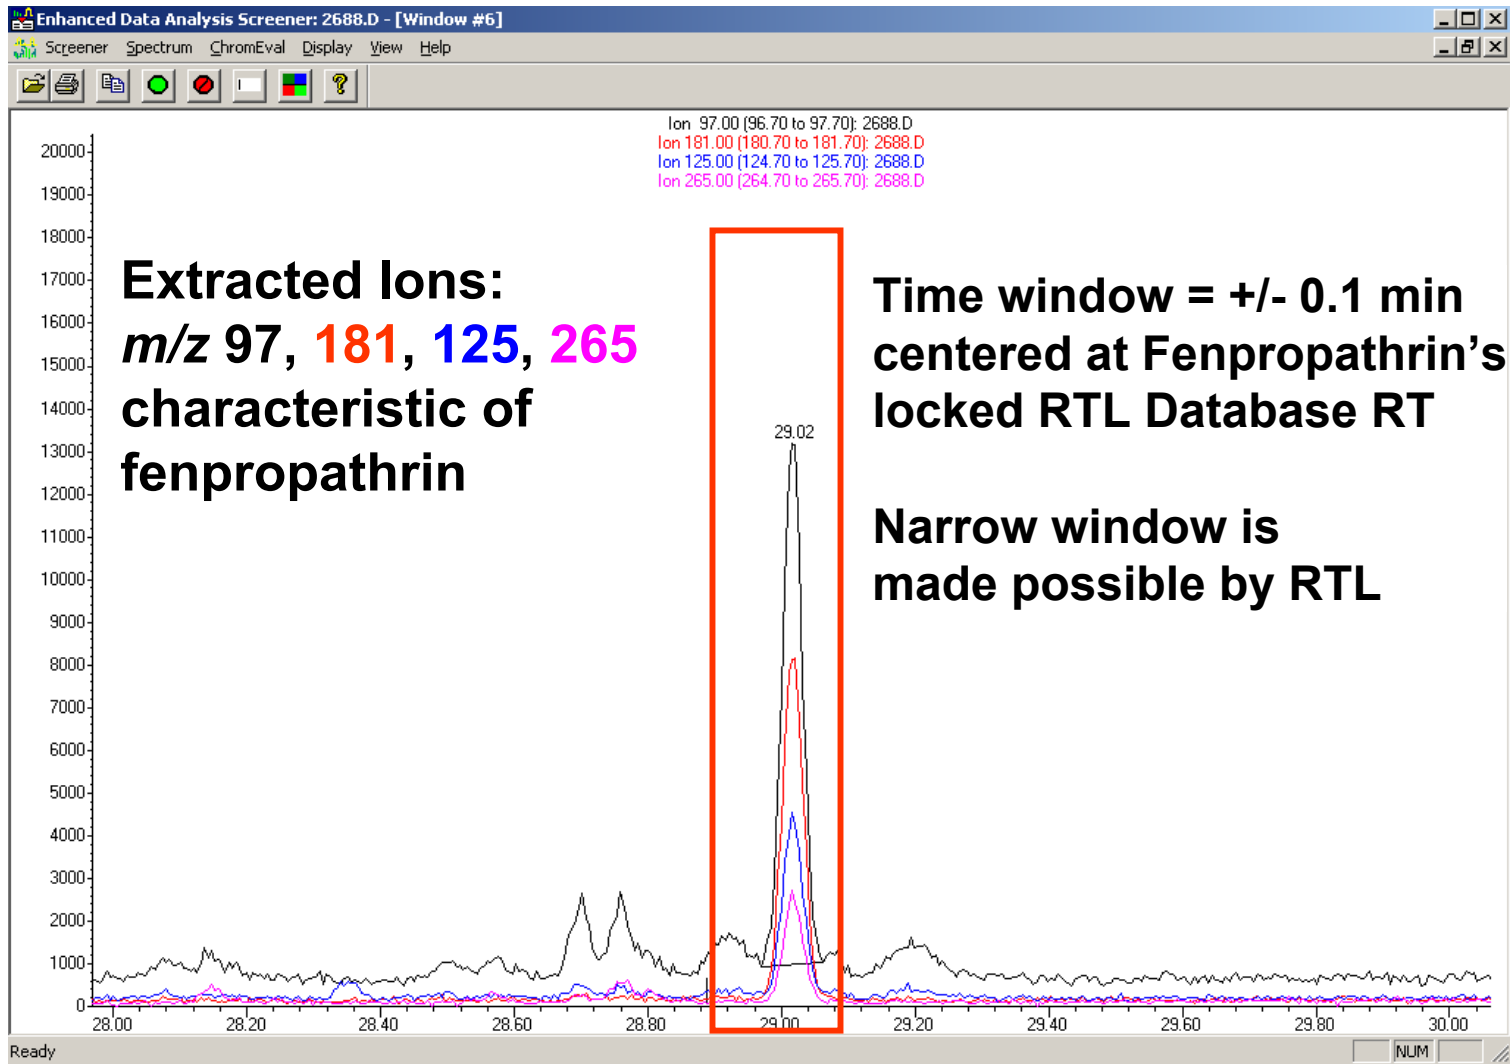 Enhanced Data Analysis Screener: 2688.D - [Window #6]
Screener Spectrum ChromEval Display View Help
Ion 97.00 (96.70 to 97.70): 2688.D
Ion 181.00 (180.70 to 181.70): 2688.D
Ion 125.00 (124.70 to 125.70): 2688.D
Ion 265.00 (264.70 to 265.70): 2688.D
Extracted Ions:
m/z 97, 181, 125, 265
characteristic of
fenpropathrin
Time window = +/- 0.1 min
centered at Fenpropathrin's
locked RTL Database RT
Narrow window is
made possible by RTL
29.02
20000
19000
18000
17000
16000
15000
14000
13000
12000
11000
10000
9000
8000
7000
6000
5000
4000
3000
2000
1000
0
28.00 28.20 28.40 28.60 28.80 29.00 29.20 29.40 29.60 29.80 30.00
Ready NUM